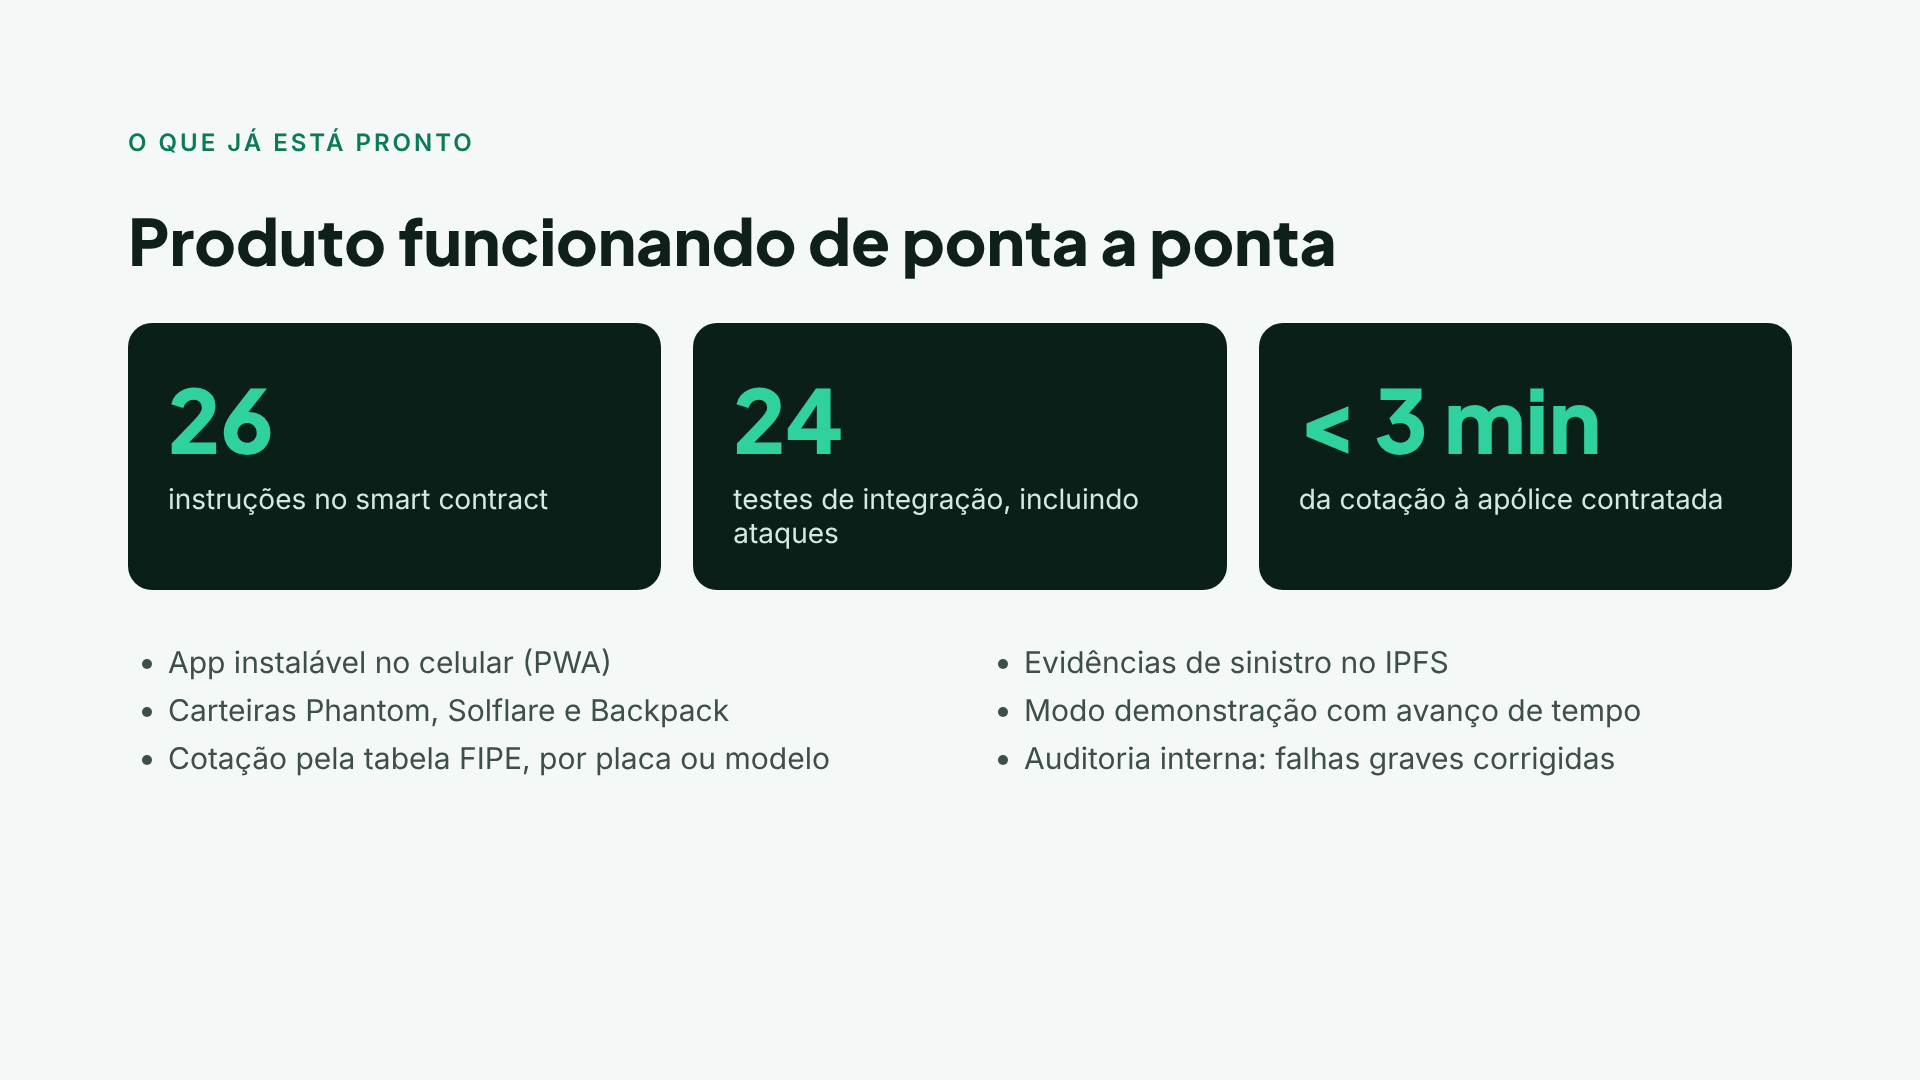 O QUE JÁ ESTÁ PRONTO
Produto funcionando de ponta a ponta
26
instruções no smart contract
24
testes de integração, incluindo
ataques
< 3 min
da cotação à apólice contratada
• App instalável no celular (PWA)
• Carteiras Phantom, Solflare e Backpack
• Cotação pela tabela FIPE, por placa ou modelo
• Evidências de sinistro no IPFS
• Modo demonstração com avanço de tempo
• Auditoria interna: falhas graves corrigidas